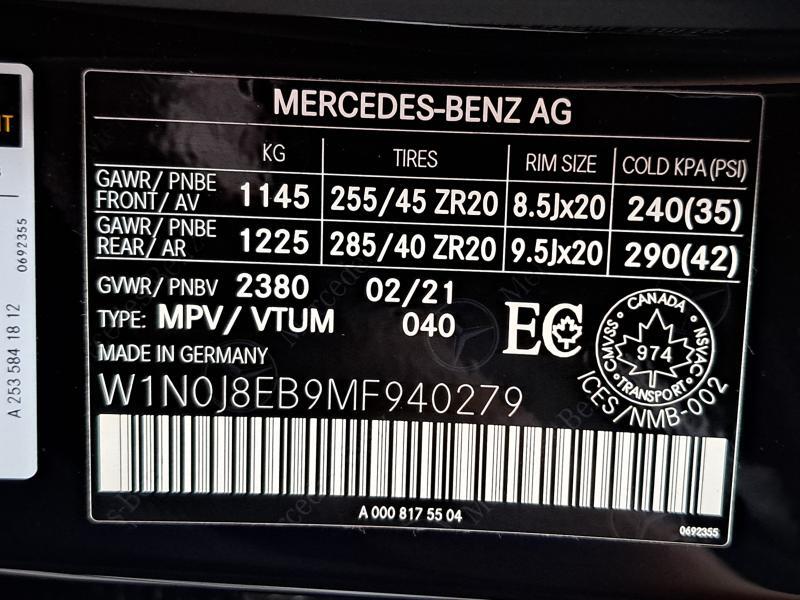 MERCEDES-BENZ AG
KG TIRES RIM SIZE COLD KPA (PSI)
GAWR/ PNBE FRONT/ AV 1145 255/45 ZR20 8.5Jx20 240(35)
GAWR/ PNBE REAR/ AR 1225 285/40 ZR20 9.5Jx20 290(42)
GVWR/ PNBV 2380 02/21
TYPE: MPV/ VTUM 040
EC
CANADA
CMVSS 974 NSVAC
TRANSPORT
ICES/NMB-002
MADE IN GERMANY
W1N0J8EB9MF940279
A 000 817 55 04
0692355
A 253 584 18 12
0692355